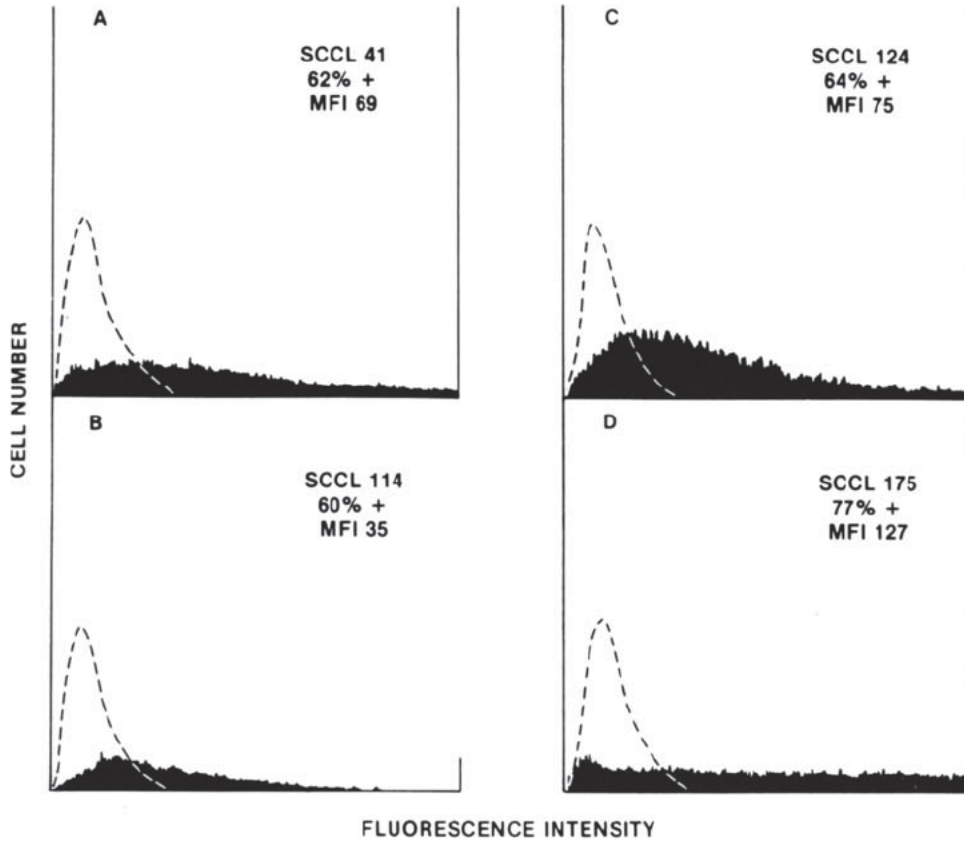 A
SCCL 41
62% +
MFI 69
C
SCCL 124
64% +
MFI 75
B
SCCL 114
60% +
MFI 35
D
SCCL 175
77% +
MFI 127
CELL NUMBER
FLUORESCENCE INTENSITY